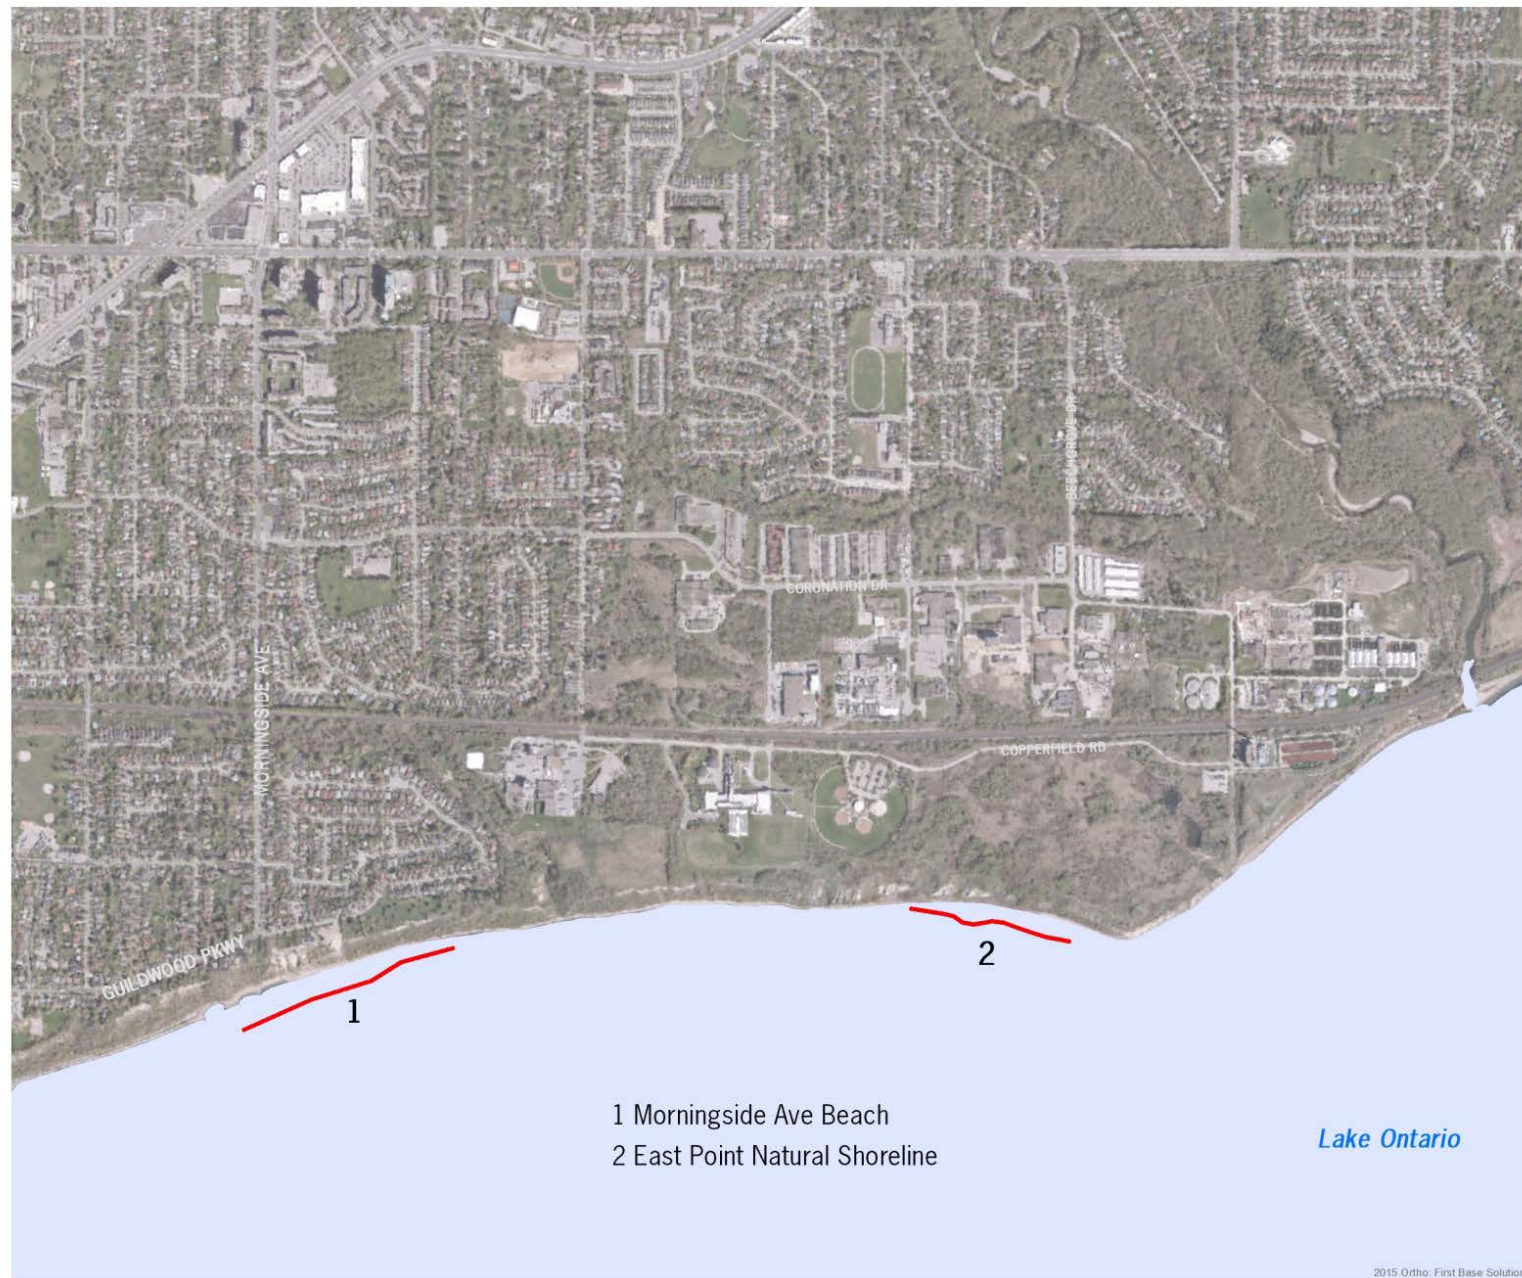 BEECHGROVE DR
CORONATION DR
MORNINGSIDE AVE
COPPERFIELD RD
GUILDWOOD PKWY
1
2
1 Morningside Ave Beach
2 East Point Natural Shoreline
Lake Ontario
2015 Ortho: First Base Solution